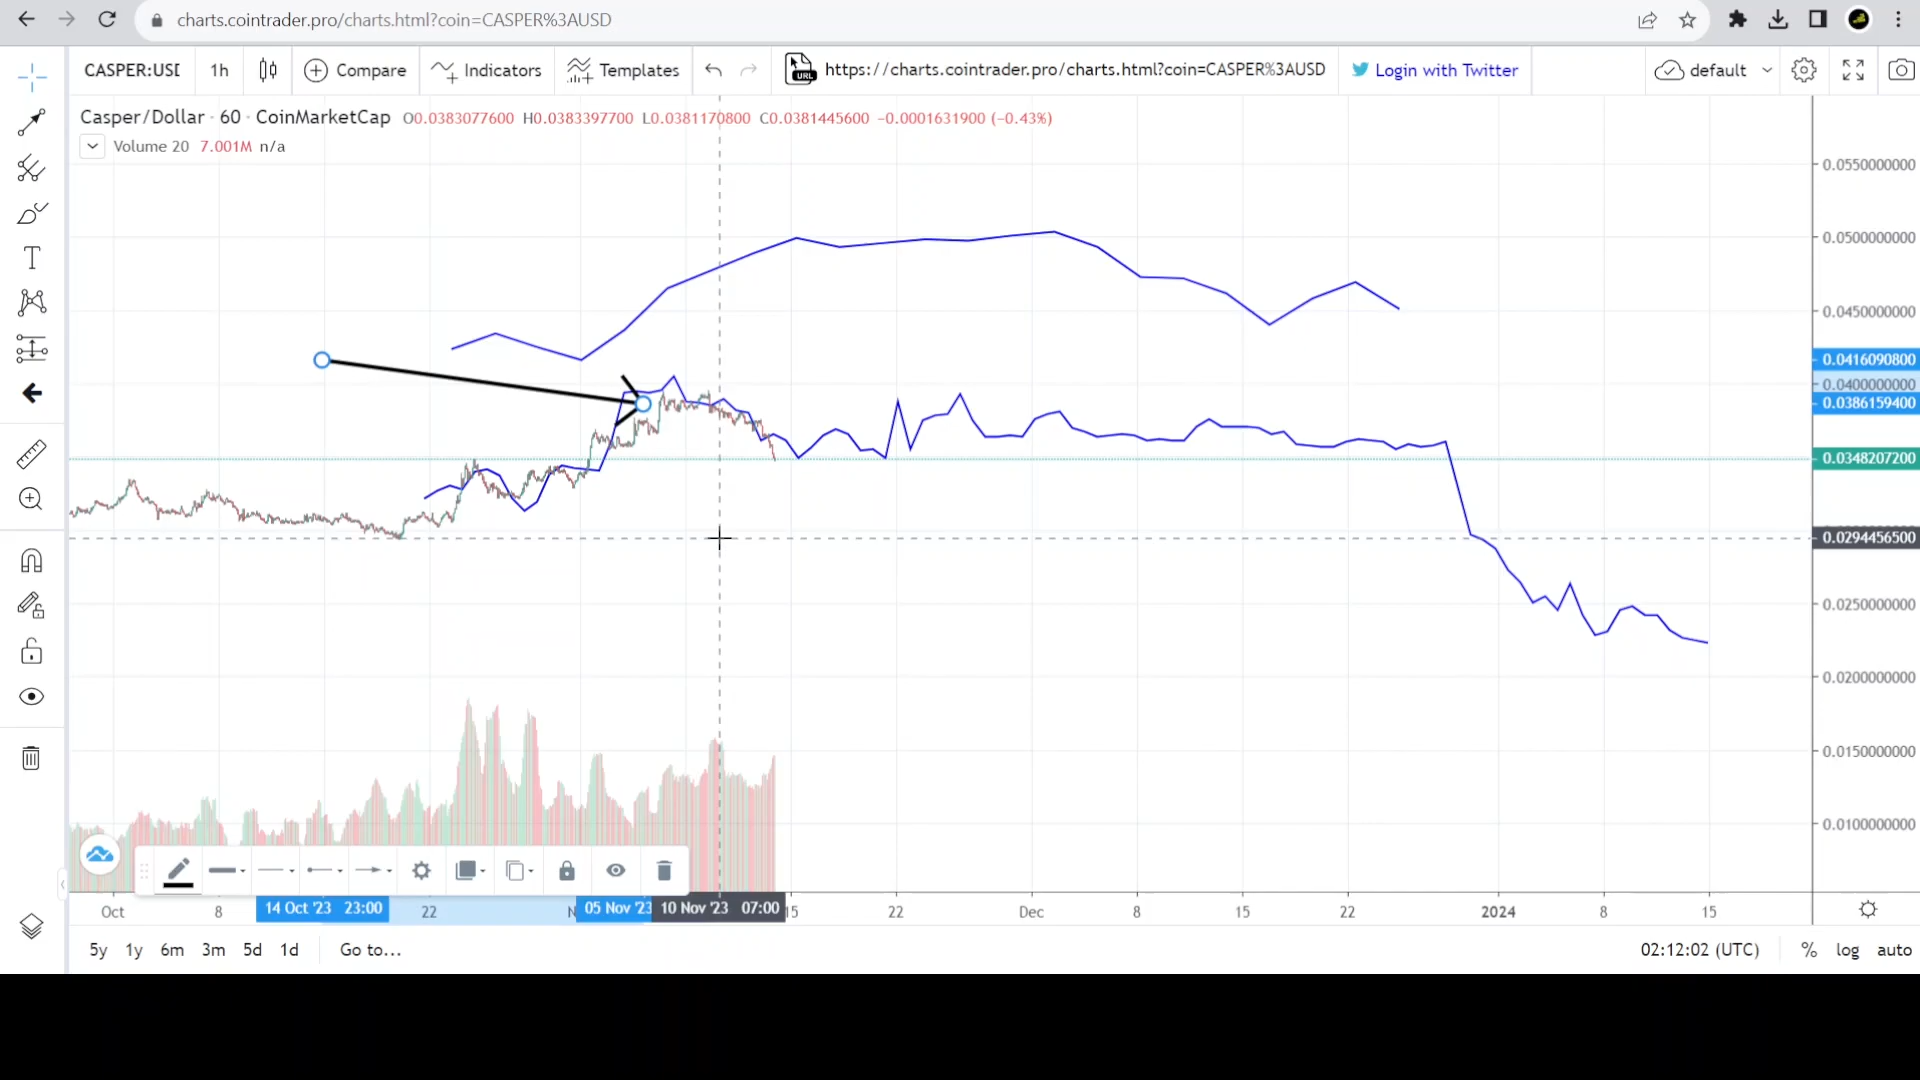 charts.cointrader.pro/charts.html?coin=CASPER%3AUSD
CASPER:USD 1h Compare Indicators Templates URL https://charts.cointrader.pro/charts.html?coin=CASPER%3AUSD Login with Twitter default
Casper/Dollar · 60 · CoinMarketCap O0.0383077600 H0.0383397700 L0.0381170800 C0.0381445600 −0.0001631900 (−0.43%)
Volume 20 7.001M n/a
0.0550000000
0.0500000000
0.0450000000
0.0416090800
0.0400000000
0.0386159400
0.0348207200
0.0294456500
0.0250000000
0.0200000000
0.0150000000
0.0100000000
Oct 8 14 Oct '23 23:00 22 N 05 Nov '23 10 Nov '23 07:00 15 22 Dec 8 15 22 2024 8 15
5y 1y 6m 3m 5d 1d Go to... 02:12:02 (UTC) % log auto